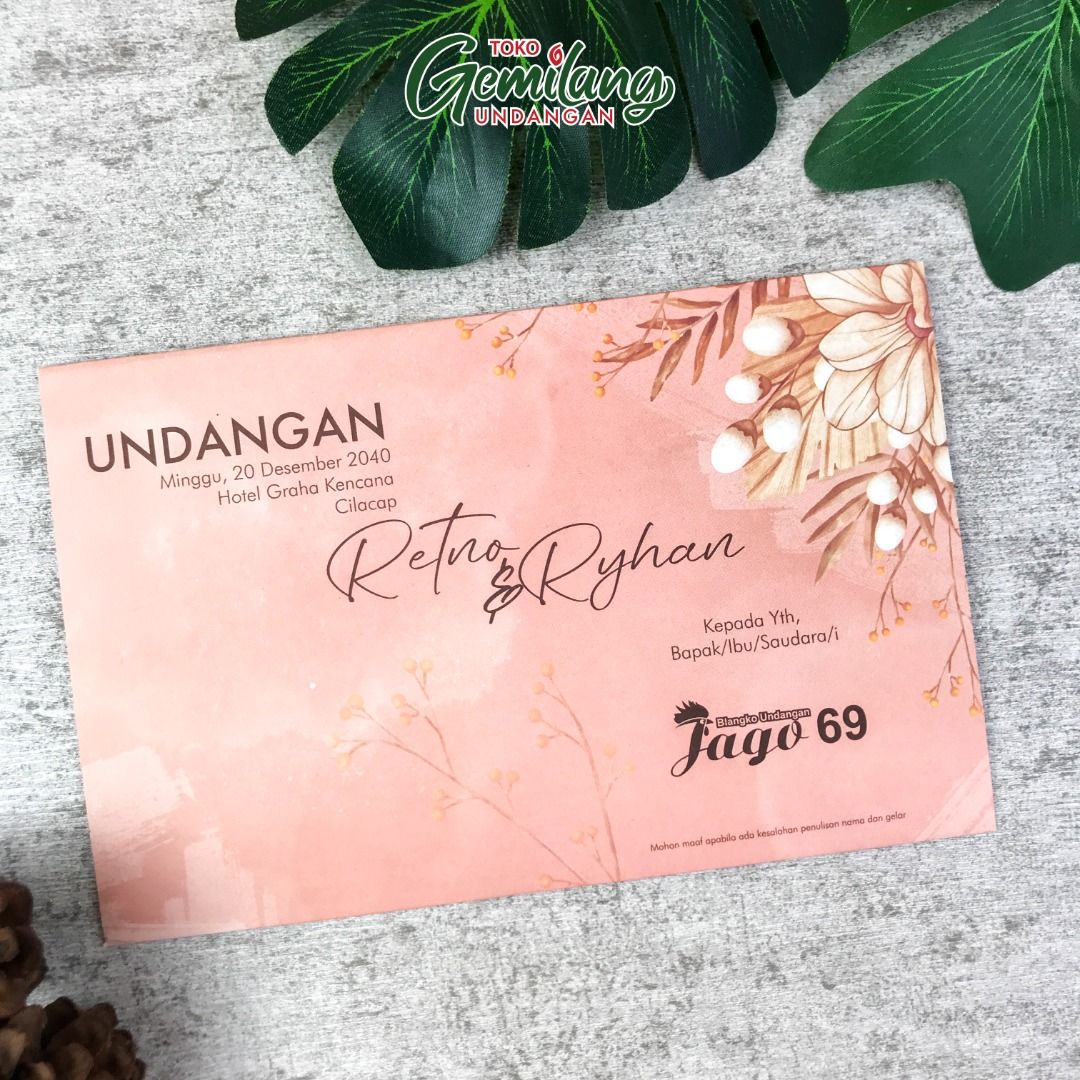 TOKO
Gemilang
UNDANGAN
UNDANGAN
Minggu, 20 Desember 2040
Hotel Graha Kencana
Cilacap
Retno & Ryhan
Kepada Yth,
Bapak/Ibu/Saudara/i
Blangko Undangan
Jago 69
Mohon maaf apabila ada kesalahan penulisan nama dan gelar